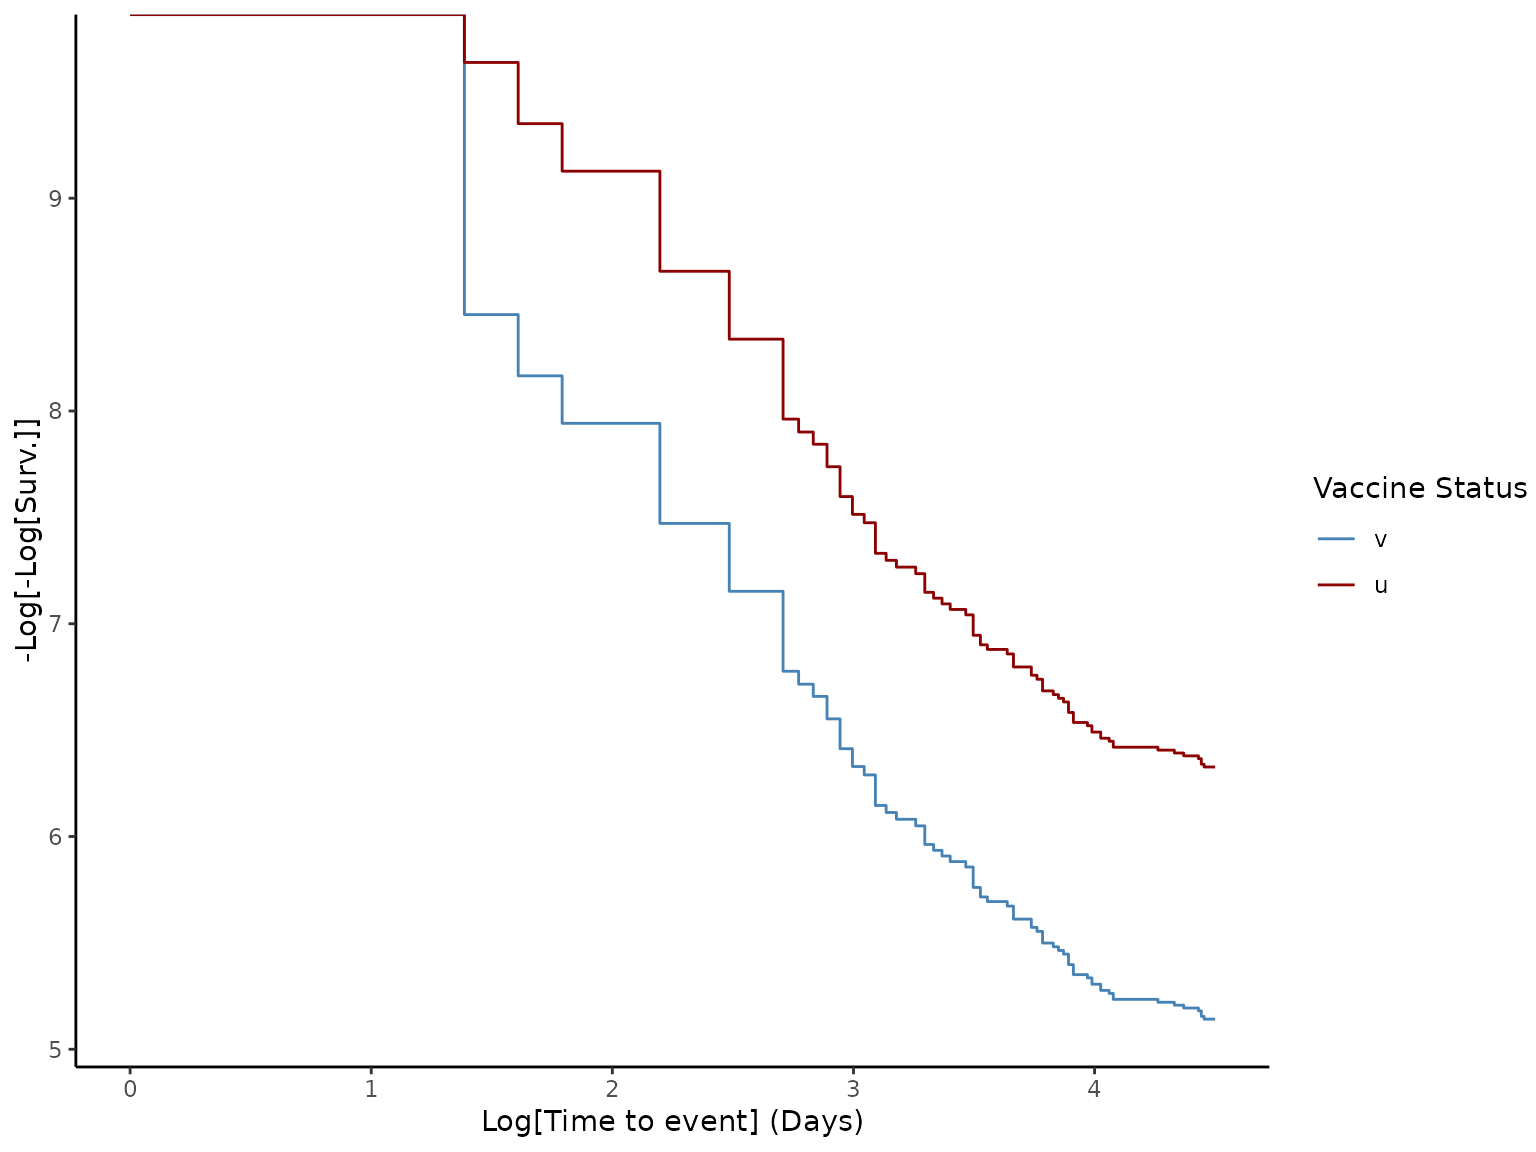 -Log[-Log[Surv.]]
9
8
7
6
5
0 1 2 3 4
Log[Time to event] (Days)
Vaccine Status
v
u